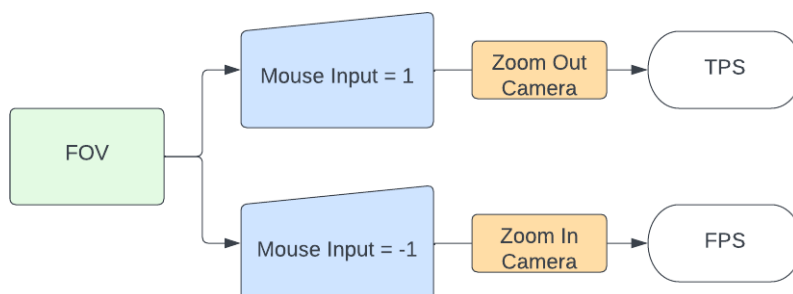 FOV
Mouse Input = 1
Zoom Out
Camera
TPS
Mouse Input = -1
Zoom In
Camera
FPS